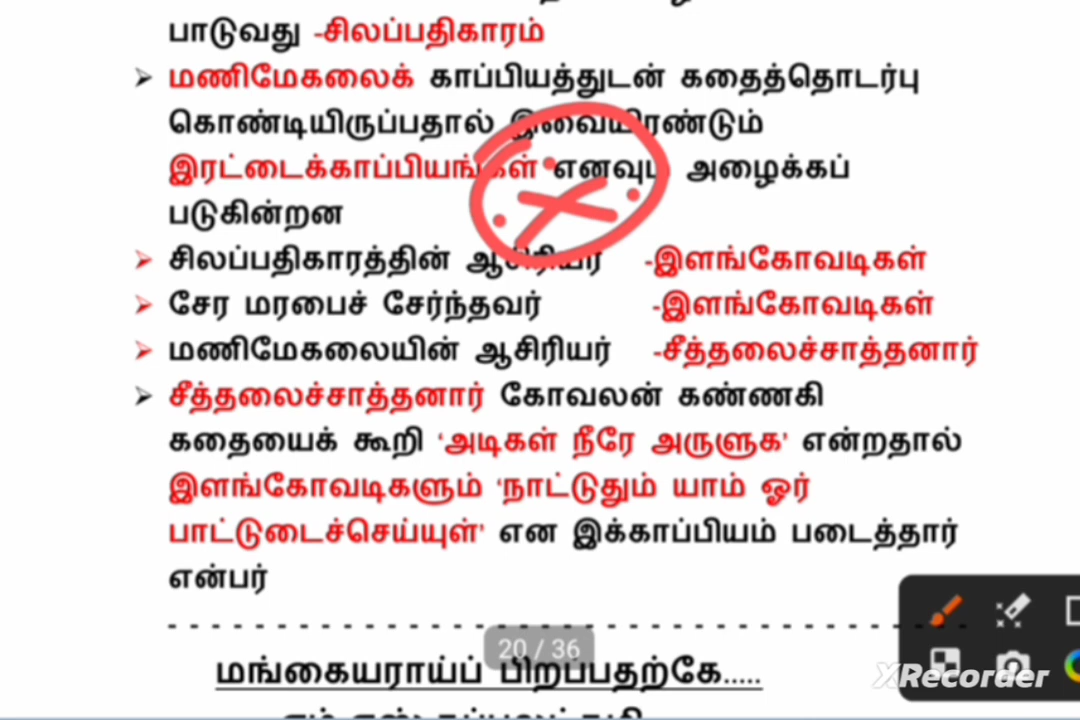 பாடுவது -சிலப்பதிகாரம்
➢ மணிமேகலைக் காப்பியத்துடன் கதைத்தொடர்பு
கொண்டியிருப்பதால் இவையிரண்டும்
இரட்டைக்காப்பியங்கள் எனவும் அழைக்கப்
படுகின்றன
➢ சிலப்பதிகாரத்தின் ஆசிரியர் -இளங்கோவடிகள்
➢ சேர மரபைச் சேர்ந்தவர் -இளங்கோவடிகள்
➢ மணிமேகலையின் ஆசிரியர் -சீத்தலைச்சாத்தனார்
➢ சீத்தலைச்சாத்தனார் கோவலன் கண்ணகி
கதையைக் கூறி ‘அடிகள் நீரே அருளுக’ என்றதால்
இளங்கோவடிகளும் ‘நாட்டுதும் யாம் ஓர்
பாட்டுடைச்செய்யுள்’ என இக்காப்பியம் படைத்தார்
என்பர்
20 / 36
மங்கையராய்ப் பிறப்பதற்கே.....
XRecorder